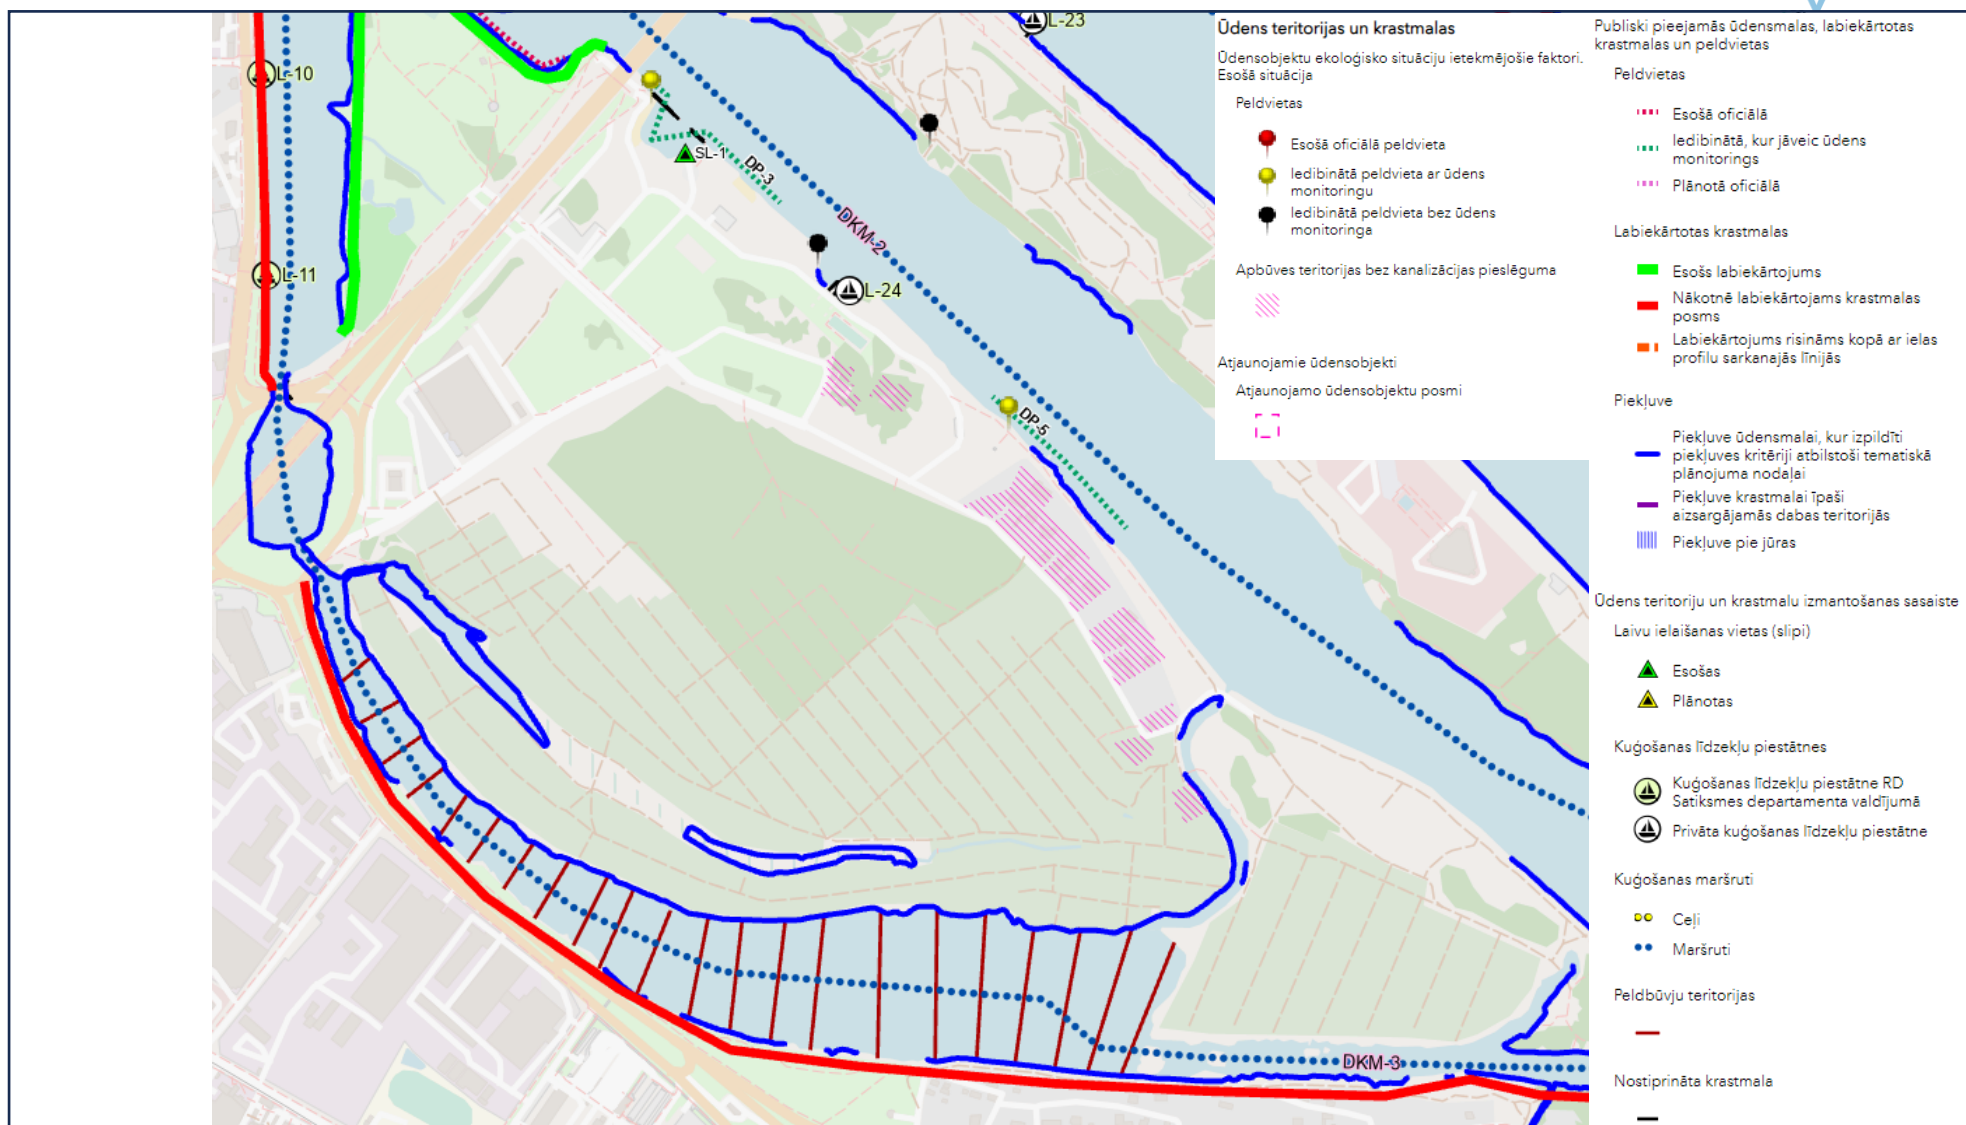 L-10
L-11
L-23
SL-1
DP-3
DKM-2
L-24
DP-5
DKM-3
Ūdens teritorijas un krastmalas
Ūdensobjektu ekoloģisko situāciju ietekmējošie faktori.
Esošā situācija
Peldvietas
Esošā oficiālā peldvieta
Iedibinātā peldvieta ar ūdens
monitoringu
Iedibinātā peldvieta bez ūdens
monitoringa
Apbūves teritorijas bez kanalizācijas pieslēguma
Atjaunojamie ūdensobjekti
Atjaunojamo ūdensobjektu posmi
Publiski pieejamās ūdensmalas, labiekārtotas
krastmalas un peldvietas
Peldvietas
Esošā oficiālā
Iedibinātā, kur jāveic ūdens
monitorings
Plānotā oficiālā
Labiekārtotas krastmalas
Esošs labiekārtojums
Nākotnē labiekārtojams krastmalas
posms
Labiekārtojums risināms kopā ar ielas
profilu sarkanajās līnijās
Piekļuve
Piekļuve ūdensmalai, kur izpildīti
piekļuves kritēriji atbilstoši tematiskā
plānojuma nodaļai
Piekļuve krastmalai īpaši
aizsargājamās dabas teritorijās
Piekļuve pie jūras
Ūdens teritoriju un krastmalu izmantošanas sasaiste
Laivu ielaišanas vietas (slipi)
Esošas
Plānotas
Kuģošanas līdzekļu piestātnes
Kuģošanas līdzekļu piestātne RD
Satiksmes departamenta valdījumā
Privāta kuģošanas līdzekļu piestātne
Kuģošanas maršruti
Ceļi
Maršruti
Peldbūvju teritorijas
Nostiprināta krastmala